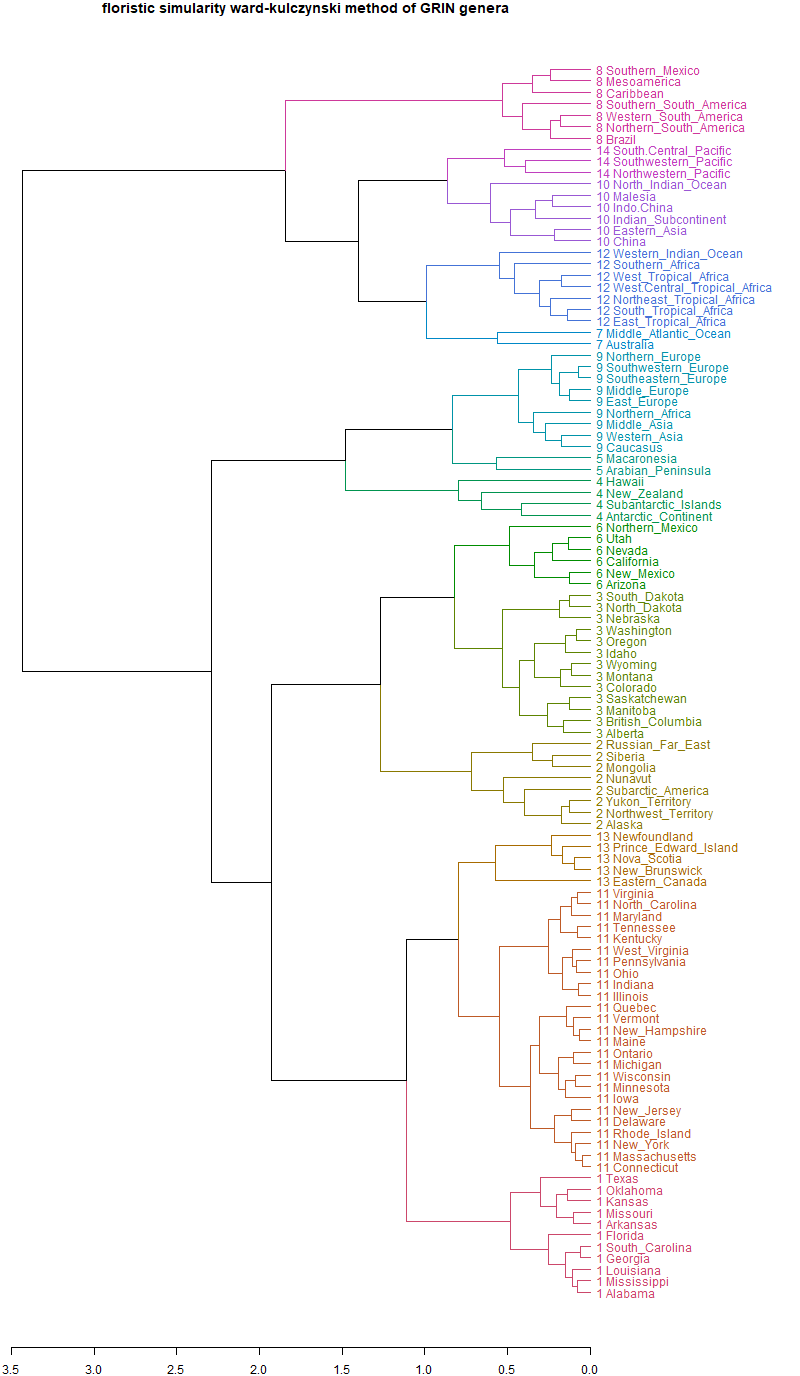 floristic simularity ward-kulczynski method of GRIN genera
8 Southern_Mexico
8 Mesoamerica
8 Caribbean
8 Southern_South_America
8 Western_South_America
8 Northern_South_America
8 Brazil
14 South.Central_Pacific
14 Southwestern_Pacific
14 Northwestern_Pacific
10 North_Indian_Ocean
10 Malesia
10 Indo.China
10 Indian_Subcontinent
10 Eastern_Asia
10 China
12 Western_Indian_Ocean
12 Southern_Africa
12 West_Tropical_Africa
12 West.Central_Tropical_Africa
12 Northeast_Tropical_Africa
12 South_Tropical_Africa
12 East_Tropical_Africa
7 Middle_Atlantic_Ocean
7 Australia
9 Northern_Europe
9 Southwestern_Europe
9 Southeastern_Europe
9 Middle_Europe
9 East_Europe
9 Northern_Africa
9 Middle_Asia
9 Western_Asia
9 Caucasus
5 Macaronesia
5 Arabian_Peninsula
4 Hawaii
4 New_Zealand
4 Subantarctic_Islands
4 Antarctic_Continent
6 Northern_Mexico
6 Utah
6 Nevada
6 California
6 New_Mexico
6 Arizona
3 South_Dakota
3 North_Dakota
3 Nebraska
3 Washington
3 Oregon
3 Idaho
3 Wyoming
3 Montana
3 Colorado
3 Saskatchewan
3 Manitoba
3 British_Columbia
3 Alberta
2 Russian_Far_East
2 Siberia
2 Mongolia
2 Nunavut
2 Subarctic_America
2 Yukon_Territory
2 Northwest_Territory
2 Alaska
13 Newfoundland
13 Prince_Edward_Island
13 Nova_Scotia
13 New_Brunswick
13 Eastern_Canada
11 Virginia
11 North_Carolina
11 Maryland
11 Tennessee
11 Kentucky
11 West_Virginia
11 Pennsylvania
11 Ohio
11 Indiana
11 Illinois
11 Quebec
11 Vermont
11 New_Hampshire
11 Maine
11 Ontario
11 Michigan
11 Wisconsin
11 Minnesota
11 Iowa
11 New_Jersey
11 Delaware
11 Rhode_Island
11 New_York
11 Massachusetts
11 Connecticut
1 Texas
1 Oklahoma
1 Kansas
1 Missouri
1 Arkansas
1 Florida
1 South_Carolina
1 Georgia
1 Louisiana
1 Mississippi
1 Alabama
3.5 3.0 2.5 2.0 1.5 1.0 0.5 0.0